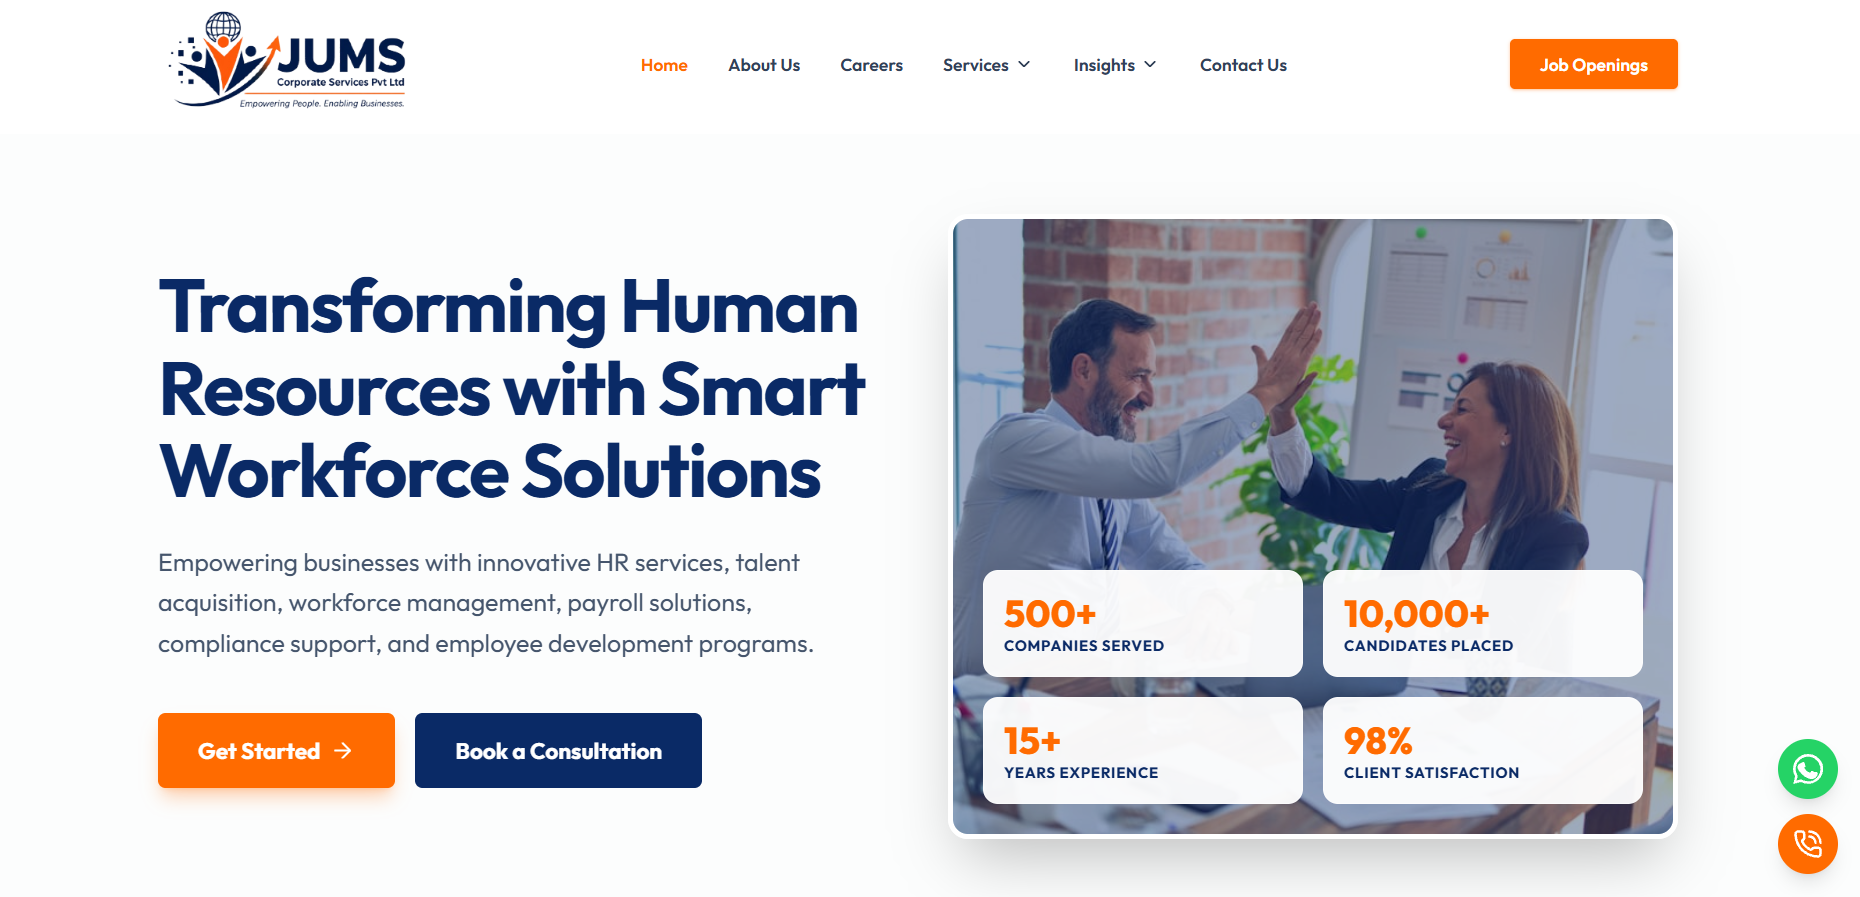 JUMS
Corporate Services Pvt Ltd
Empowering People. Enabling Businesses.
Home
About Us
Careers
Services
Insights
Contact Us
Job Openings
Transforming Human
Resources with Smart
Workforce Solutions
Empowering businesses with innovative HR services, talent
acquisition, workforce management, payroll solutions,
compliance support, and employee development programs.
Get Started
Book a Consultation
500+
COMPANIES SERVED
10,000+
CANDIDATES PLACED
15+
YEARS EXPERIENCE
98%
CLIENT SATISFACTION